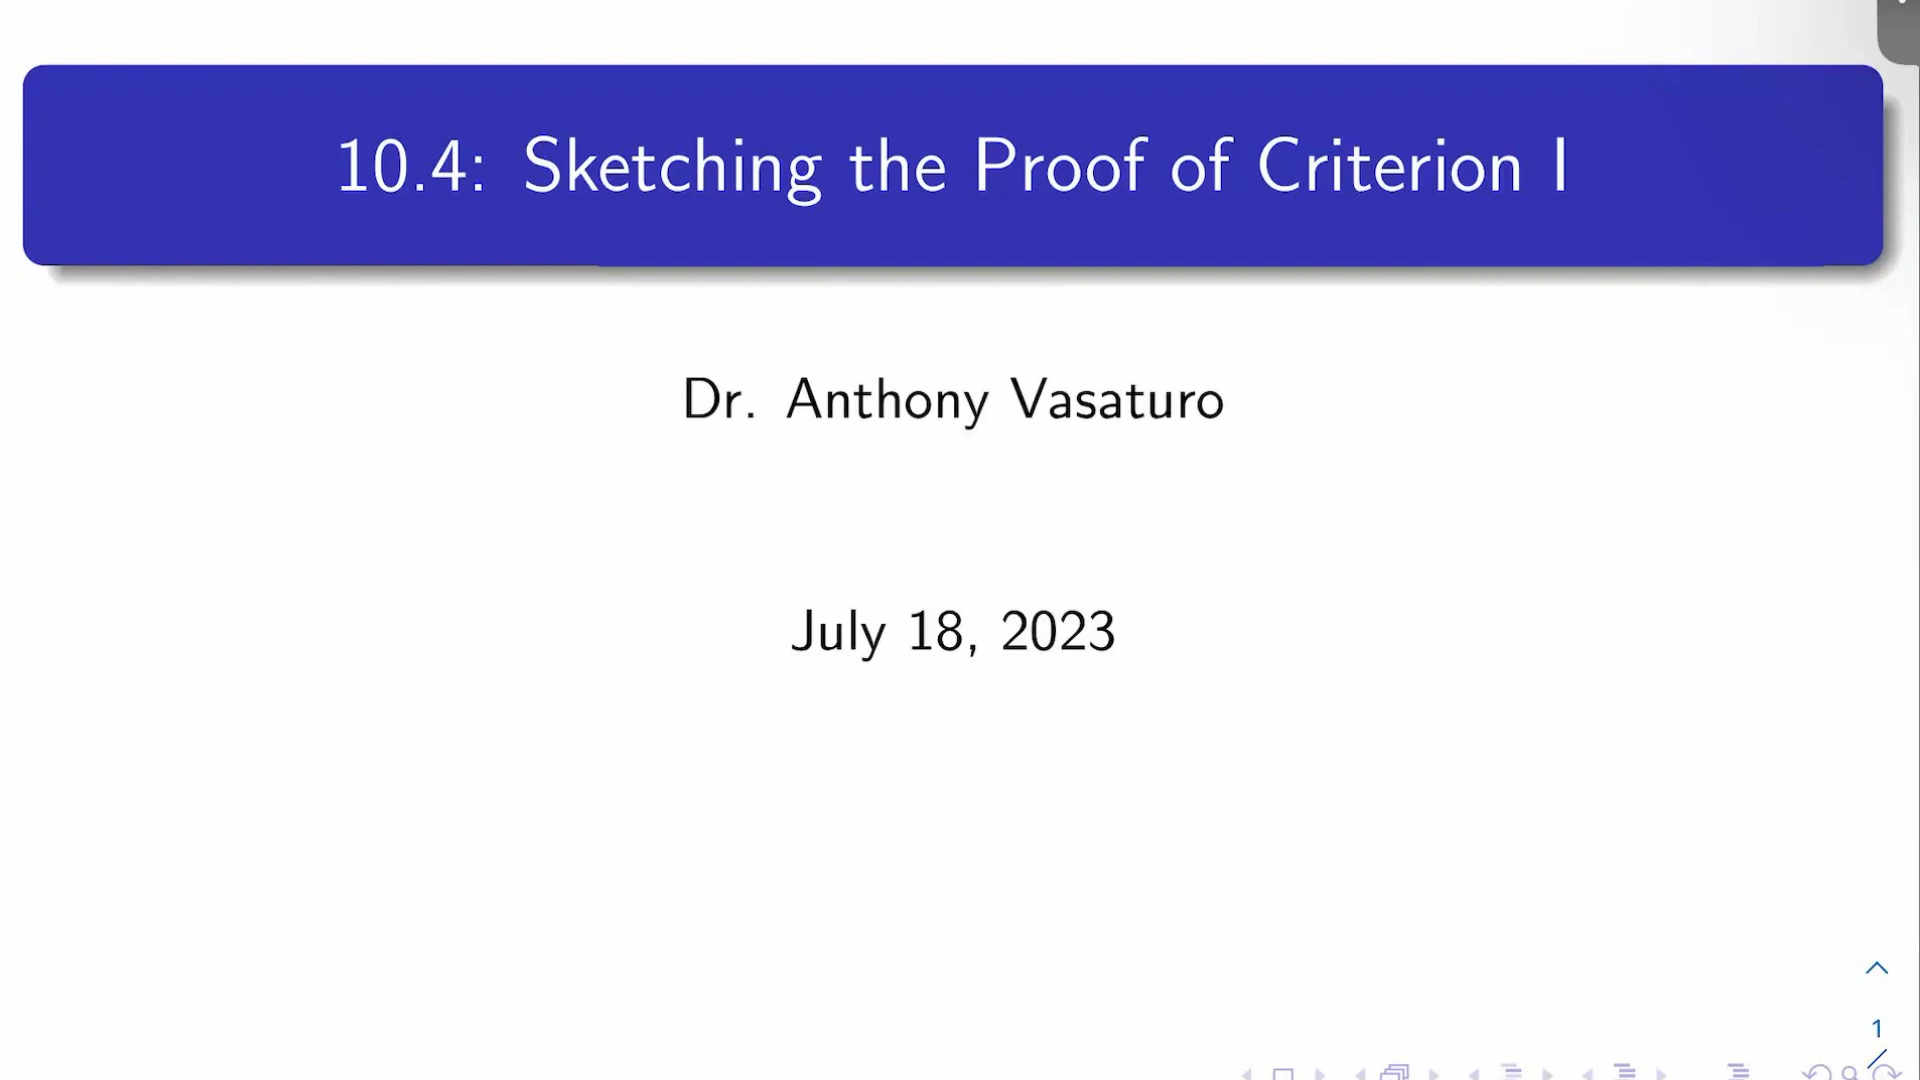 10.4: Sketching the Proof of Criterion I
Dr. Anthony Vasaturo
July 18, 2023
1
/